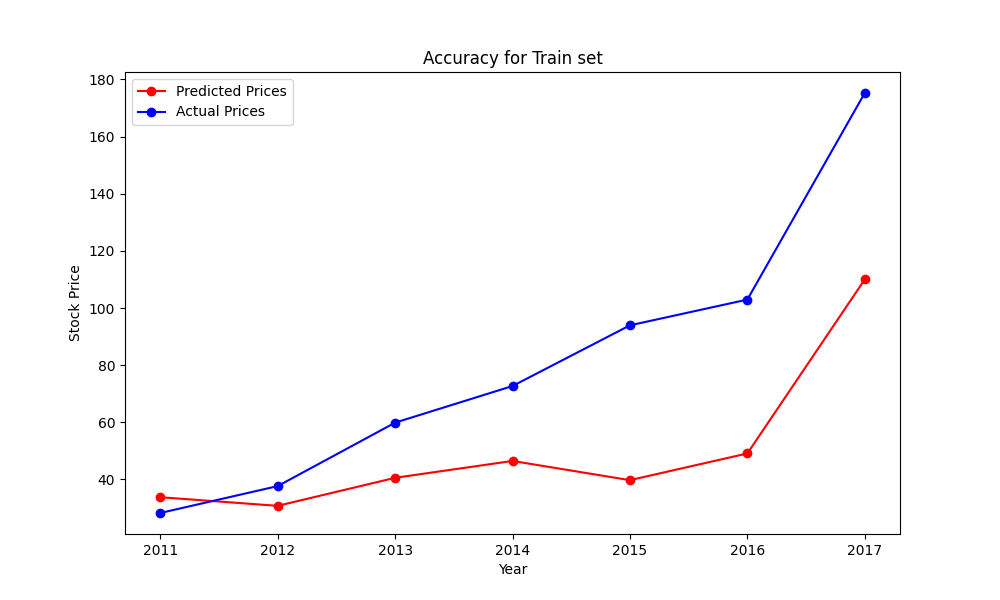 Accuracy for Train set
Predicted Prices
Actual Prices
Stock Price
180
160
140
120
100
80
60
40
2011 2012 2013 2014 2015 2016 2017
Year